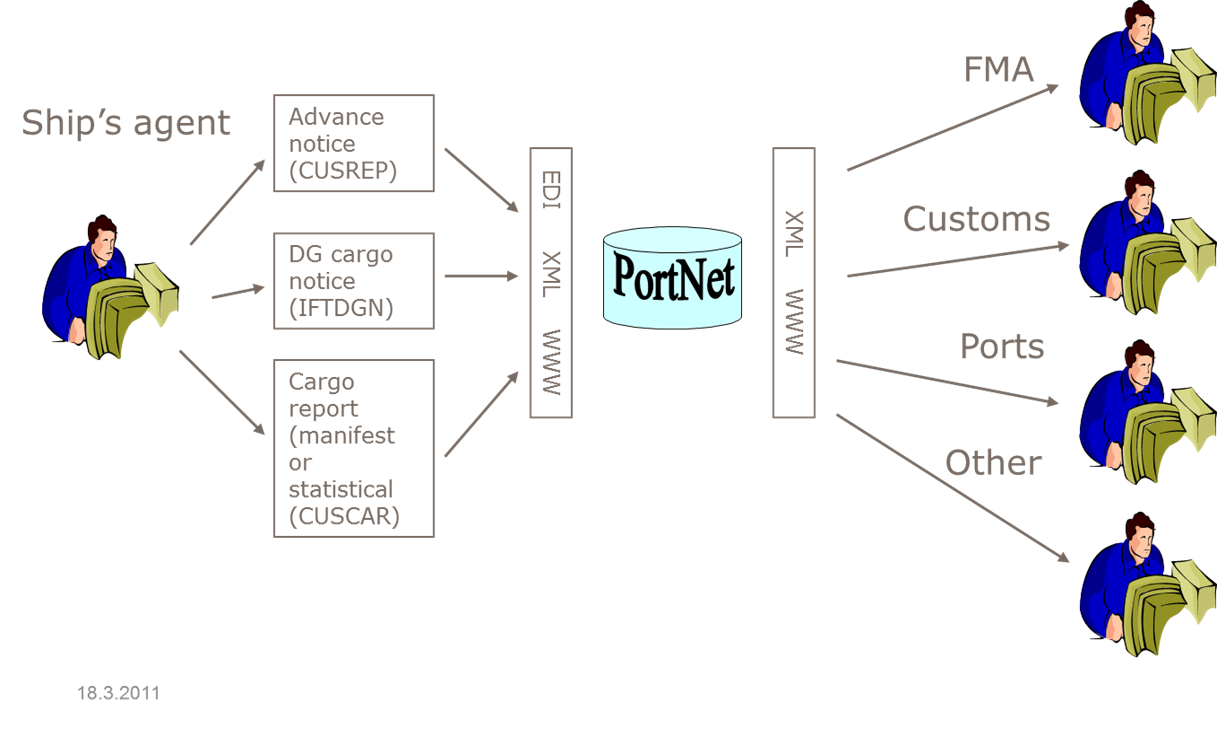 Ship’s agent
Advance
notice
(CUSREP)
DG cargo
notice
(IFTDGN)
Cargo
report
(manifest
or
statistical
(CUSCAR)
EDI
XML
WWW
PortNet
XML
WWW
FMA
Customs
Ports
Other
18.3.2011